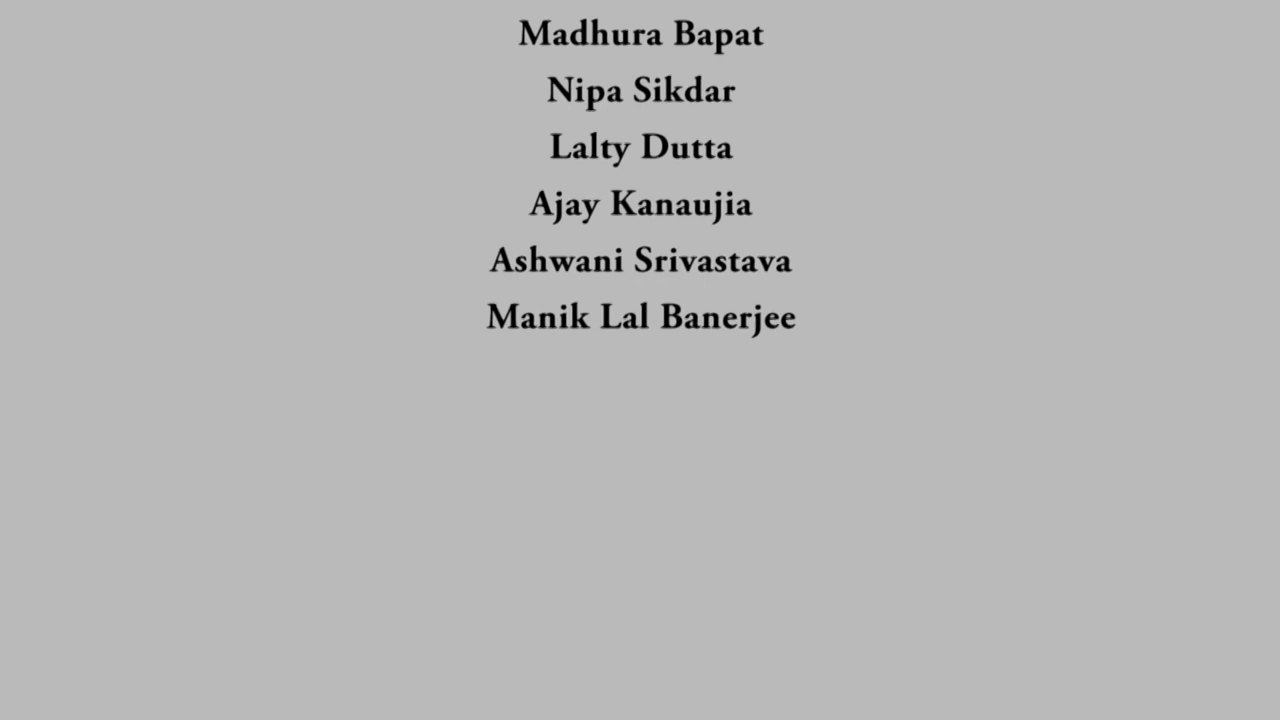 Madhura Bapat
Nipa Sikdar
Lalty Dutta
Ajay Kanaujia
Ashwani Srivastava
Manik Lal Banerjee